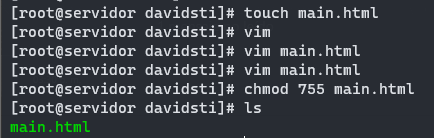 [root@servidor davidsti]# touch main.html
[root@servidor davidsti]# vim
[root@servidor davidsti]# vim main.html
[root@servidor davidsti]# vim main.html
[root@servidor davidsti]# chmod 755 main.html
[root@servidor davidsti]# ls
main.html